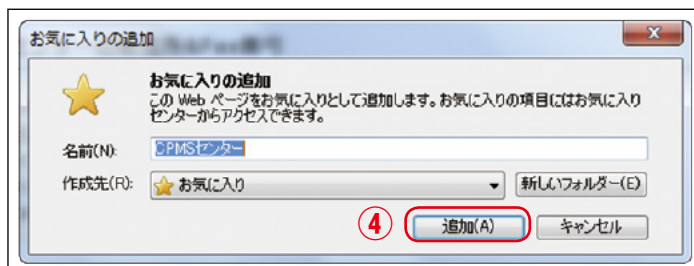 お気に入りの追加
お気に入りの追加
この Web ページをお気に入りとして追加します。お気に入りの項目にはお気に入り
センターからアクセスできます。
名前(N):
CPMSセンター
作成先(R):
お気に入り
新しいフォルダー(E)
④
追加(A)
キャンセル